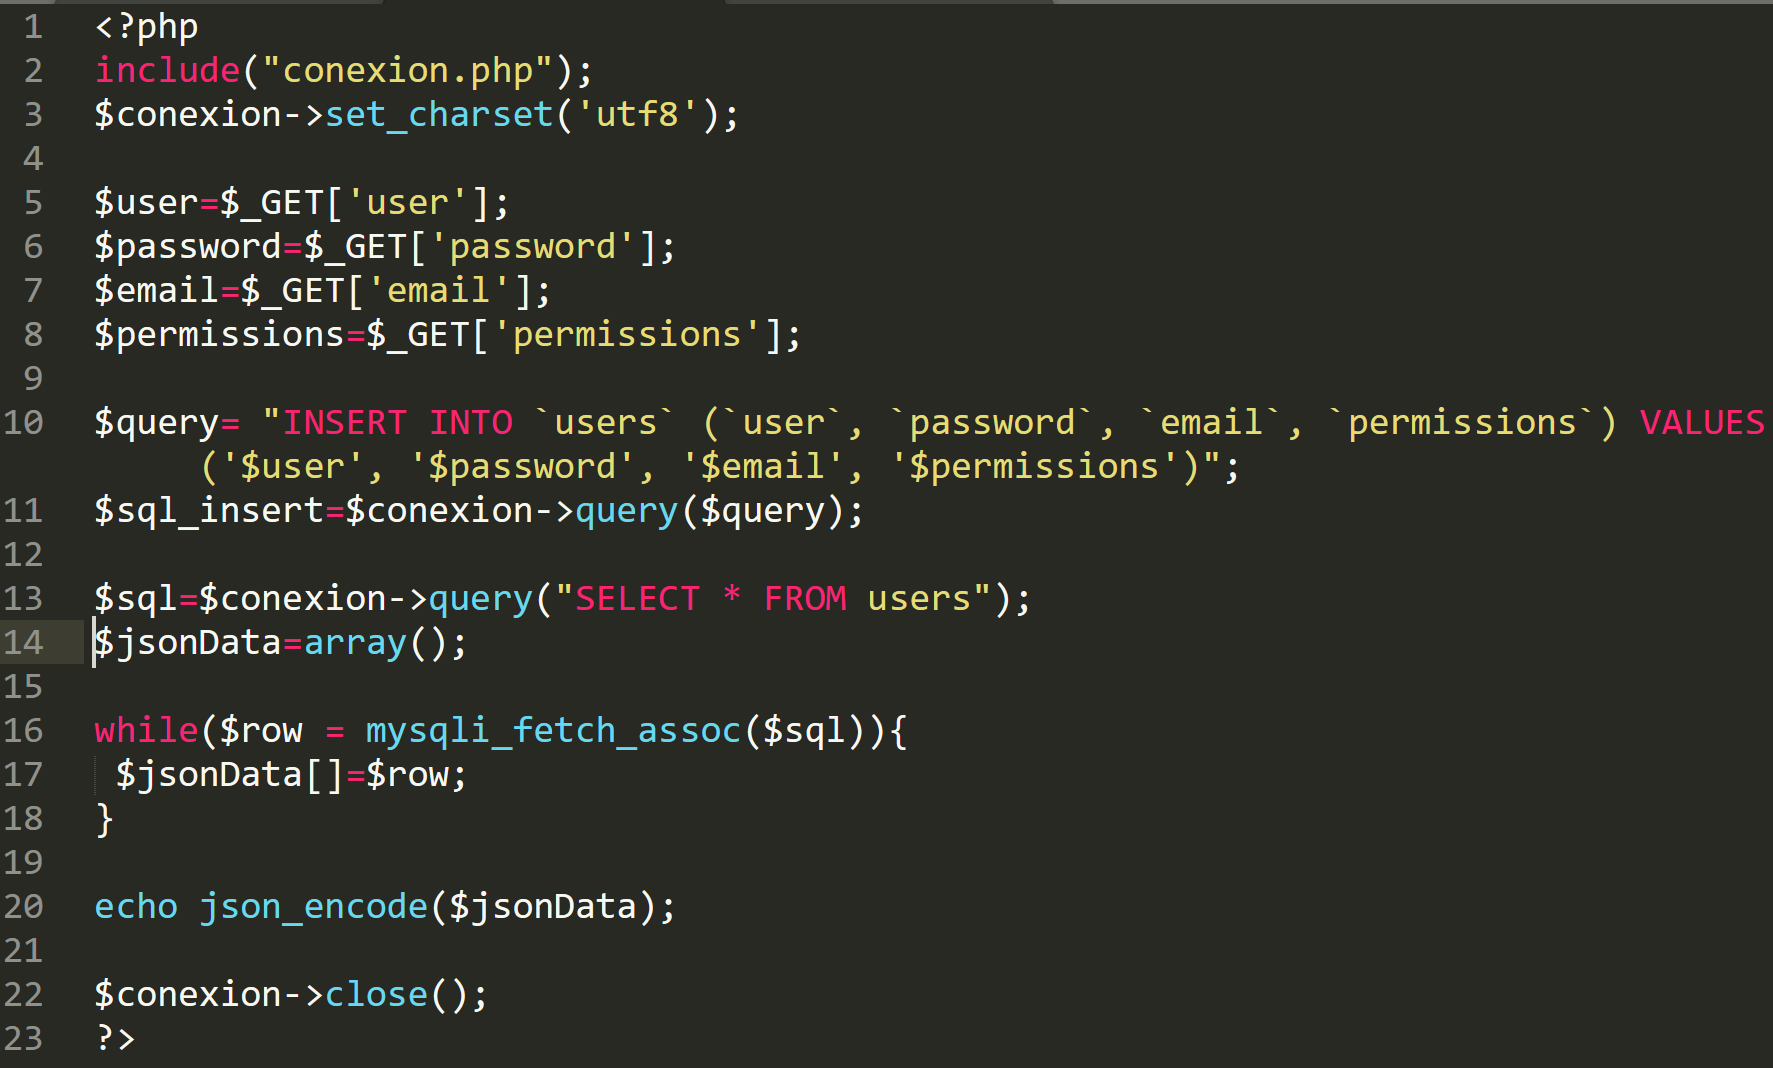 1 <?php
2 include("conexion.php");
3 $conexion->set_charset('utf8');
4
5 $user=$_GET['user'];
6 $password=$_GET['password'];
7 $email=$_GET['email'];
8 $permissions=$_GET['permissions'];
9
10 $query= "INSERT INTO `users` (`user`, `password`, `email`, `permissions`) VALUES
('$user', '$password', '$email', '$permissions')";
11 $sql_insert=$conexion->query($query);
12
13 $sql=$conexion->query("SELECT * FROM users");
14 $jsonData=array();
15
16 while($row = mysqli_fetch_assoc($sql)){
17 $jsonData[]=$row;
18 }
19
20 echo json_encode($jsonData);
21
22 $conexion->close();
23 ?>